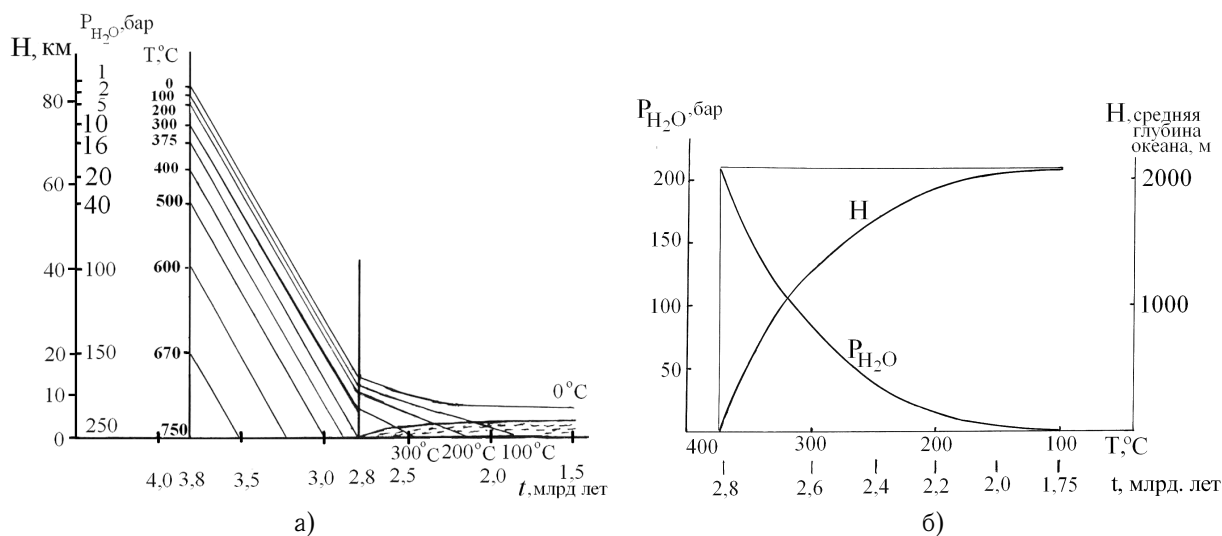 P H₂O, бар
H, км
T, °C
1
2
5
10
16
20
40
100
150
250
80
60
40
20
10
0
0
100
200
300
375
400
500
600
670
750
0 °C
300°C 200°C 100°C
4,0 3,8 3,5 3,0 2,8 2,5 2,0 1,5
t, млрд лет
а)
P H₂O, бар
H, средняя
глубина
океана, м
200
150
100
50
2000
1000
H
P H₂O
400 300 200 100 T,°C
2,8 2,6 2,4 2,2 2,0 1,75 t, млрд. лет
б)